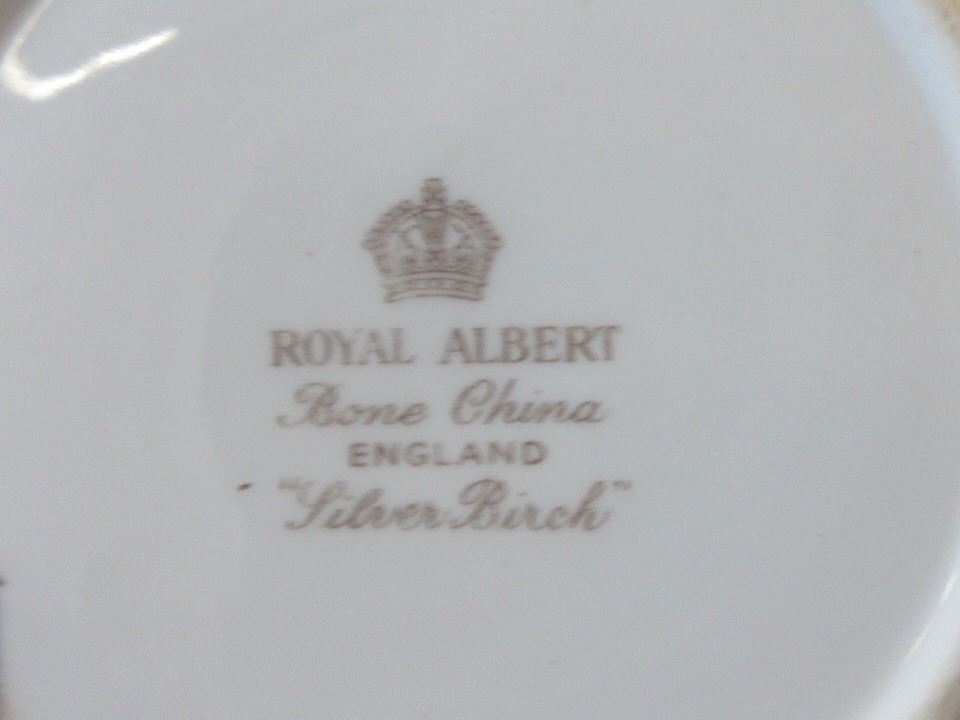 ROYAL ALBERT
Bone China
ENGLAND
"Silver Birch"